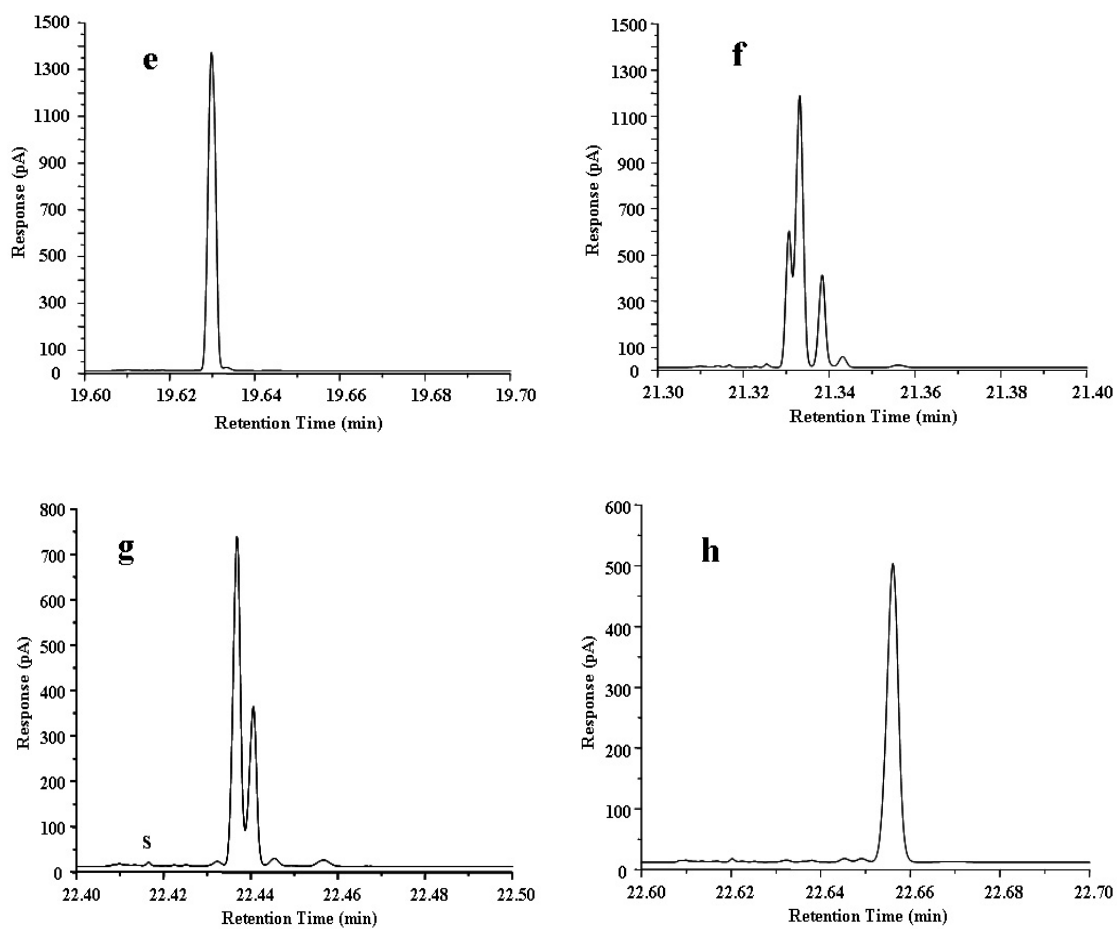 e
Response (pA)
1500
1300
1100
900
700
500
300
100
0
19.60 19.62 19.64 19.66 19.68 19.70
Retention Time (min)
f
Response (pA)
1500
1300
1100
900
700
500
300
100
0
21.30 21.32 21.34 21.36 21.38 21.40
Retention Time (min)
g
Response (pA)
800
700
600
500
400
300
200
100
0
s
22.40 22.42 22.44 22.46 22.48 22.50
Retention Time (min)
h
Response (pA)
600
500
400
300
200
100
0
22.60 22.62 22.64 22.66 22.68 22.70
Retention Time (min)